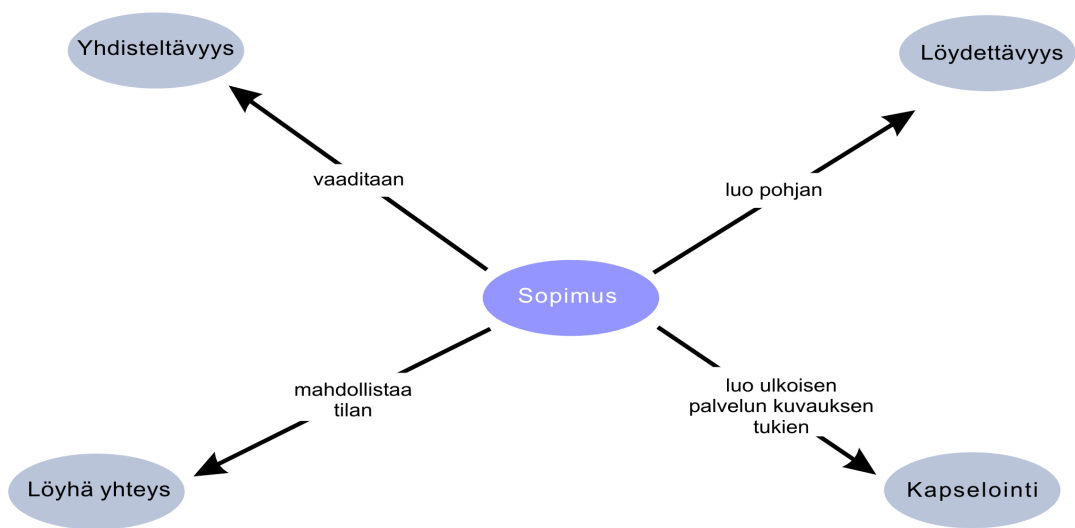 Yhdisteltävyys
Löydettävyys
vaaditaan
luo pohjan
Sopimus
mahdollistaa
tilan
luo ulkoisen
palvelun kuvauksen
tukien
Löyhä yhteys
Kapselointi